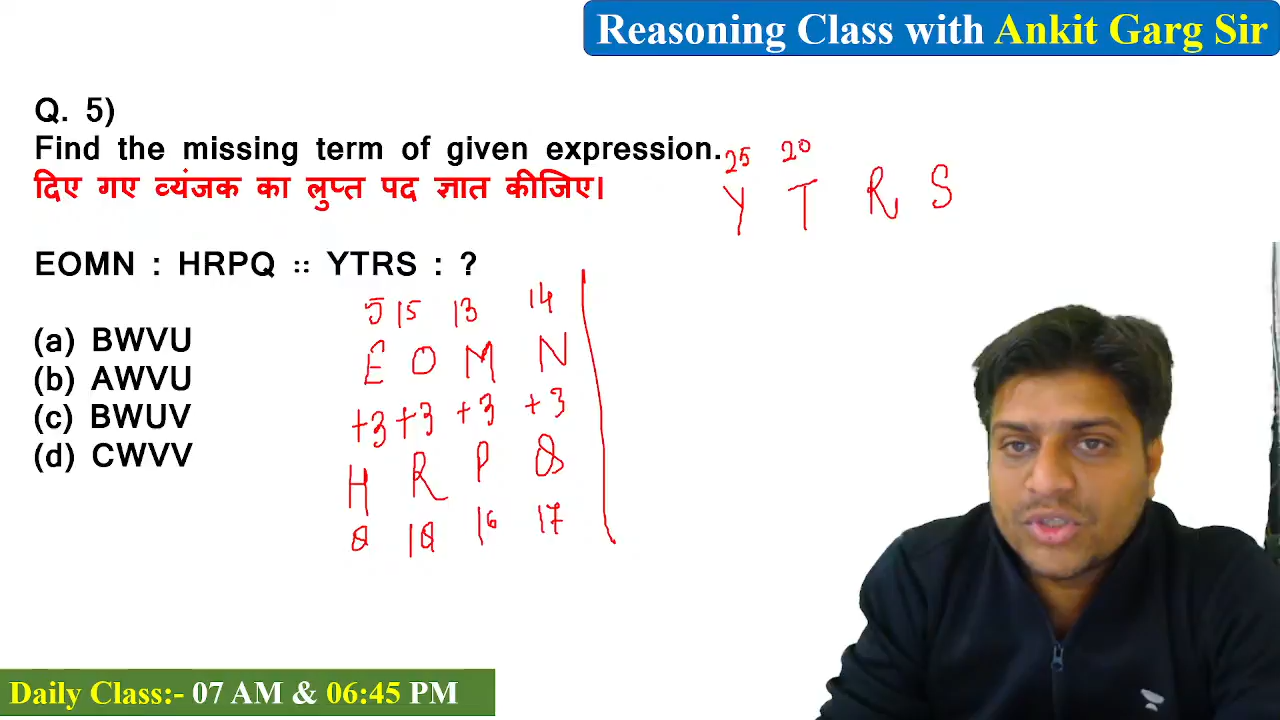 Reasoning Class with Ankit Garg Sir
Q. 5)
Find the missing term of given expression.
दिए गए व्यंजक का लुप्त पद ज्ञात कीजिए।
25 20
Y T R S
EOMN : HRPQ :: YTRS : ?
(a) BWVU
(b) AWVU
(c) BWUV
(d) CWVV
5 15 13 14
E O M N
+3 +3 +3 +3
H R P Q
8 18 16 17
Daily Class:- 07 AM & 06:45 PM